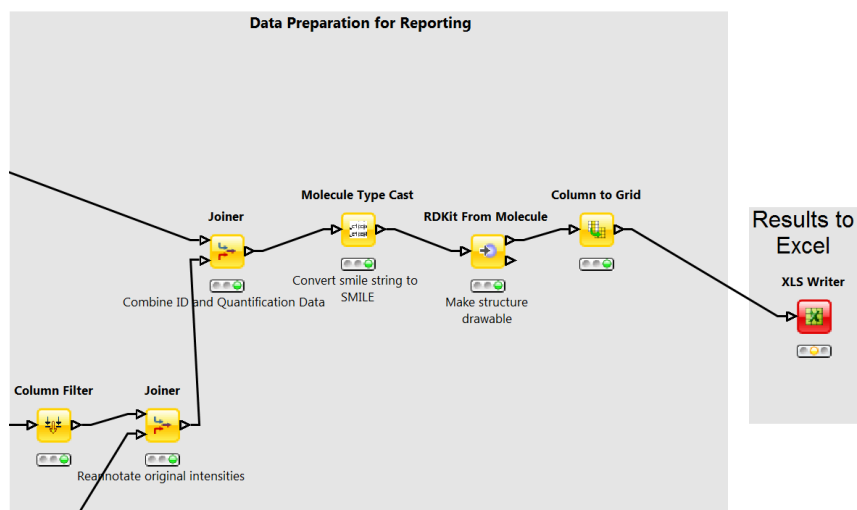 Data Preparation for Reporting
Molecule Type Cast
Column to Grid
Joiner
RDKit From Molecule
Results to
Excel
XLS Writer
Convert smile string to
SMILE
Combine ID and Quantification Data
Make structure
drawable
Column Filter
Joiner
Reannotate original intensities